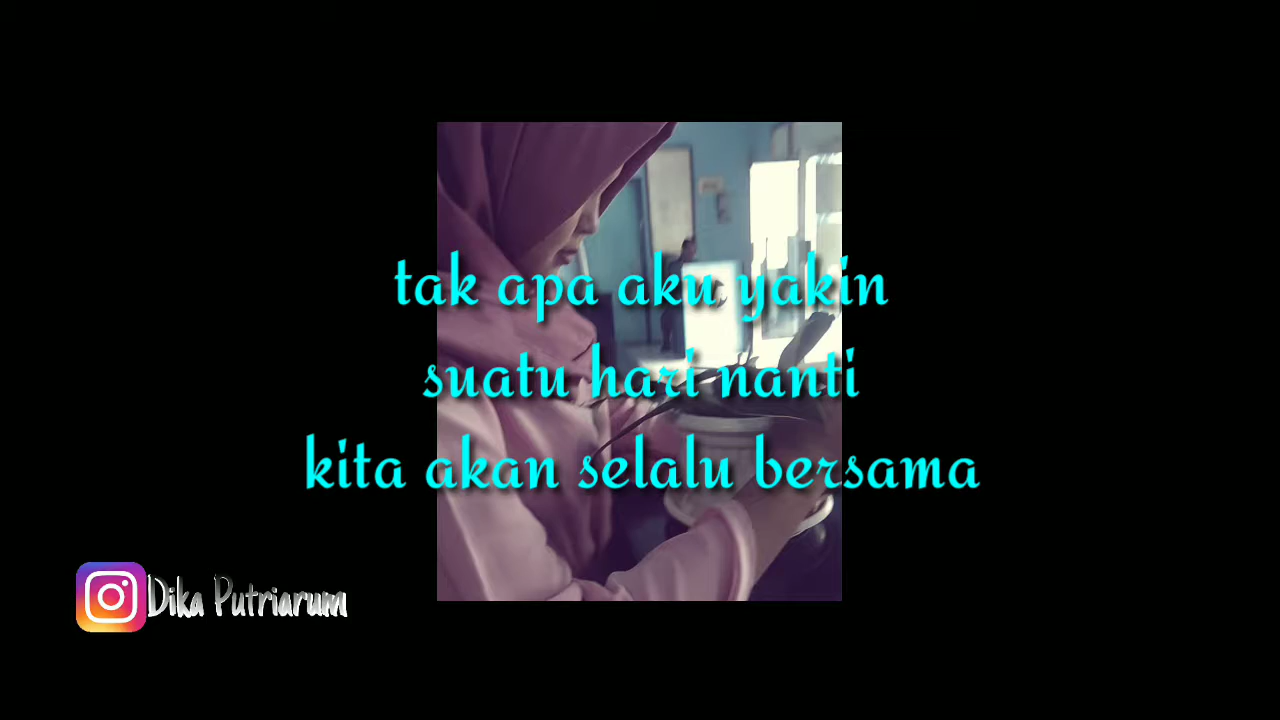 tak apa aku yakin
suatu hari nanti
kita akan selalu bersama
Dika Putriarum